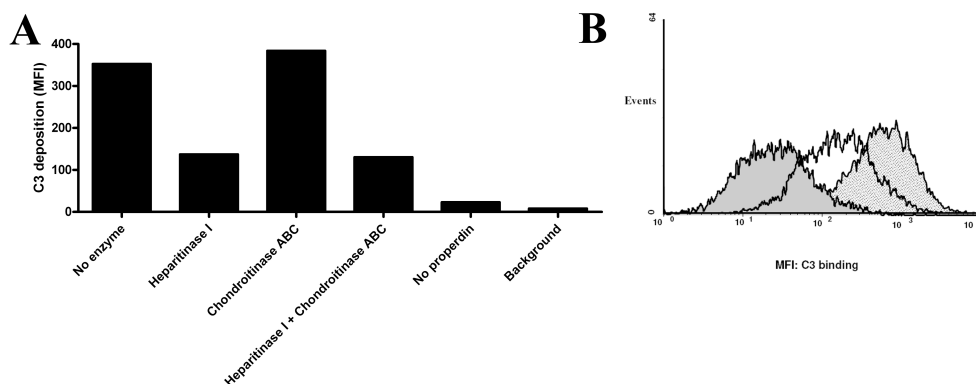 A
C3 deposition (MFI)
400
300
200
100
0
No enzyme
Heparitinase I
Chondroitinase ABC
Heparitinase I + Chondroitinase ABC
No properdin
Background
B
64
Events
0
10 0
10 1
10 2
10 3
10
MFI: C3 binding